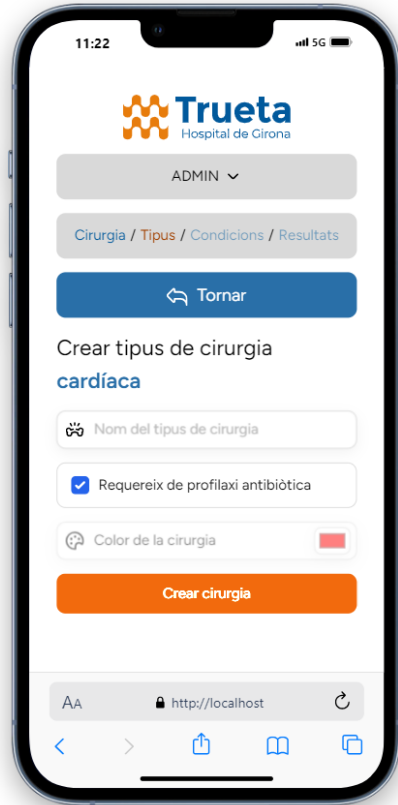 11:22
5G
Trueta
Hospital de Girona
ADMIN
Cirurgia / Tipus / Condicions / Resultats
Tornar
Crear tipus de cirurgia
cardíaca
Nom del tipus de cirurgia
Requereix de profilaxi antibiòtica
Color de la cirurgia
Crear cirurgia
AA
http://localhost